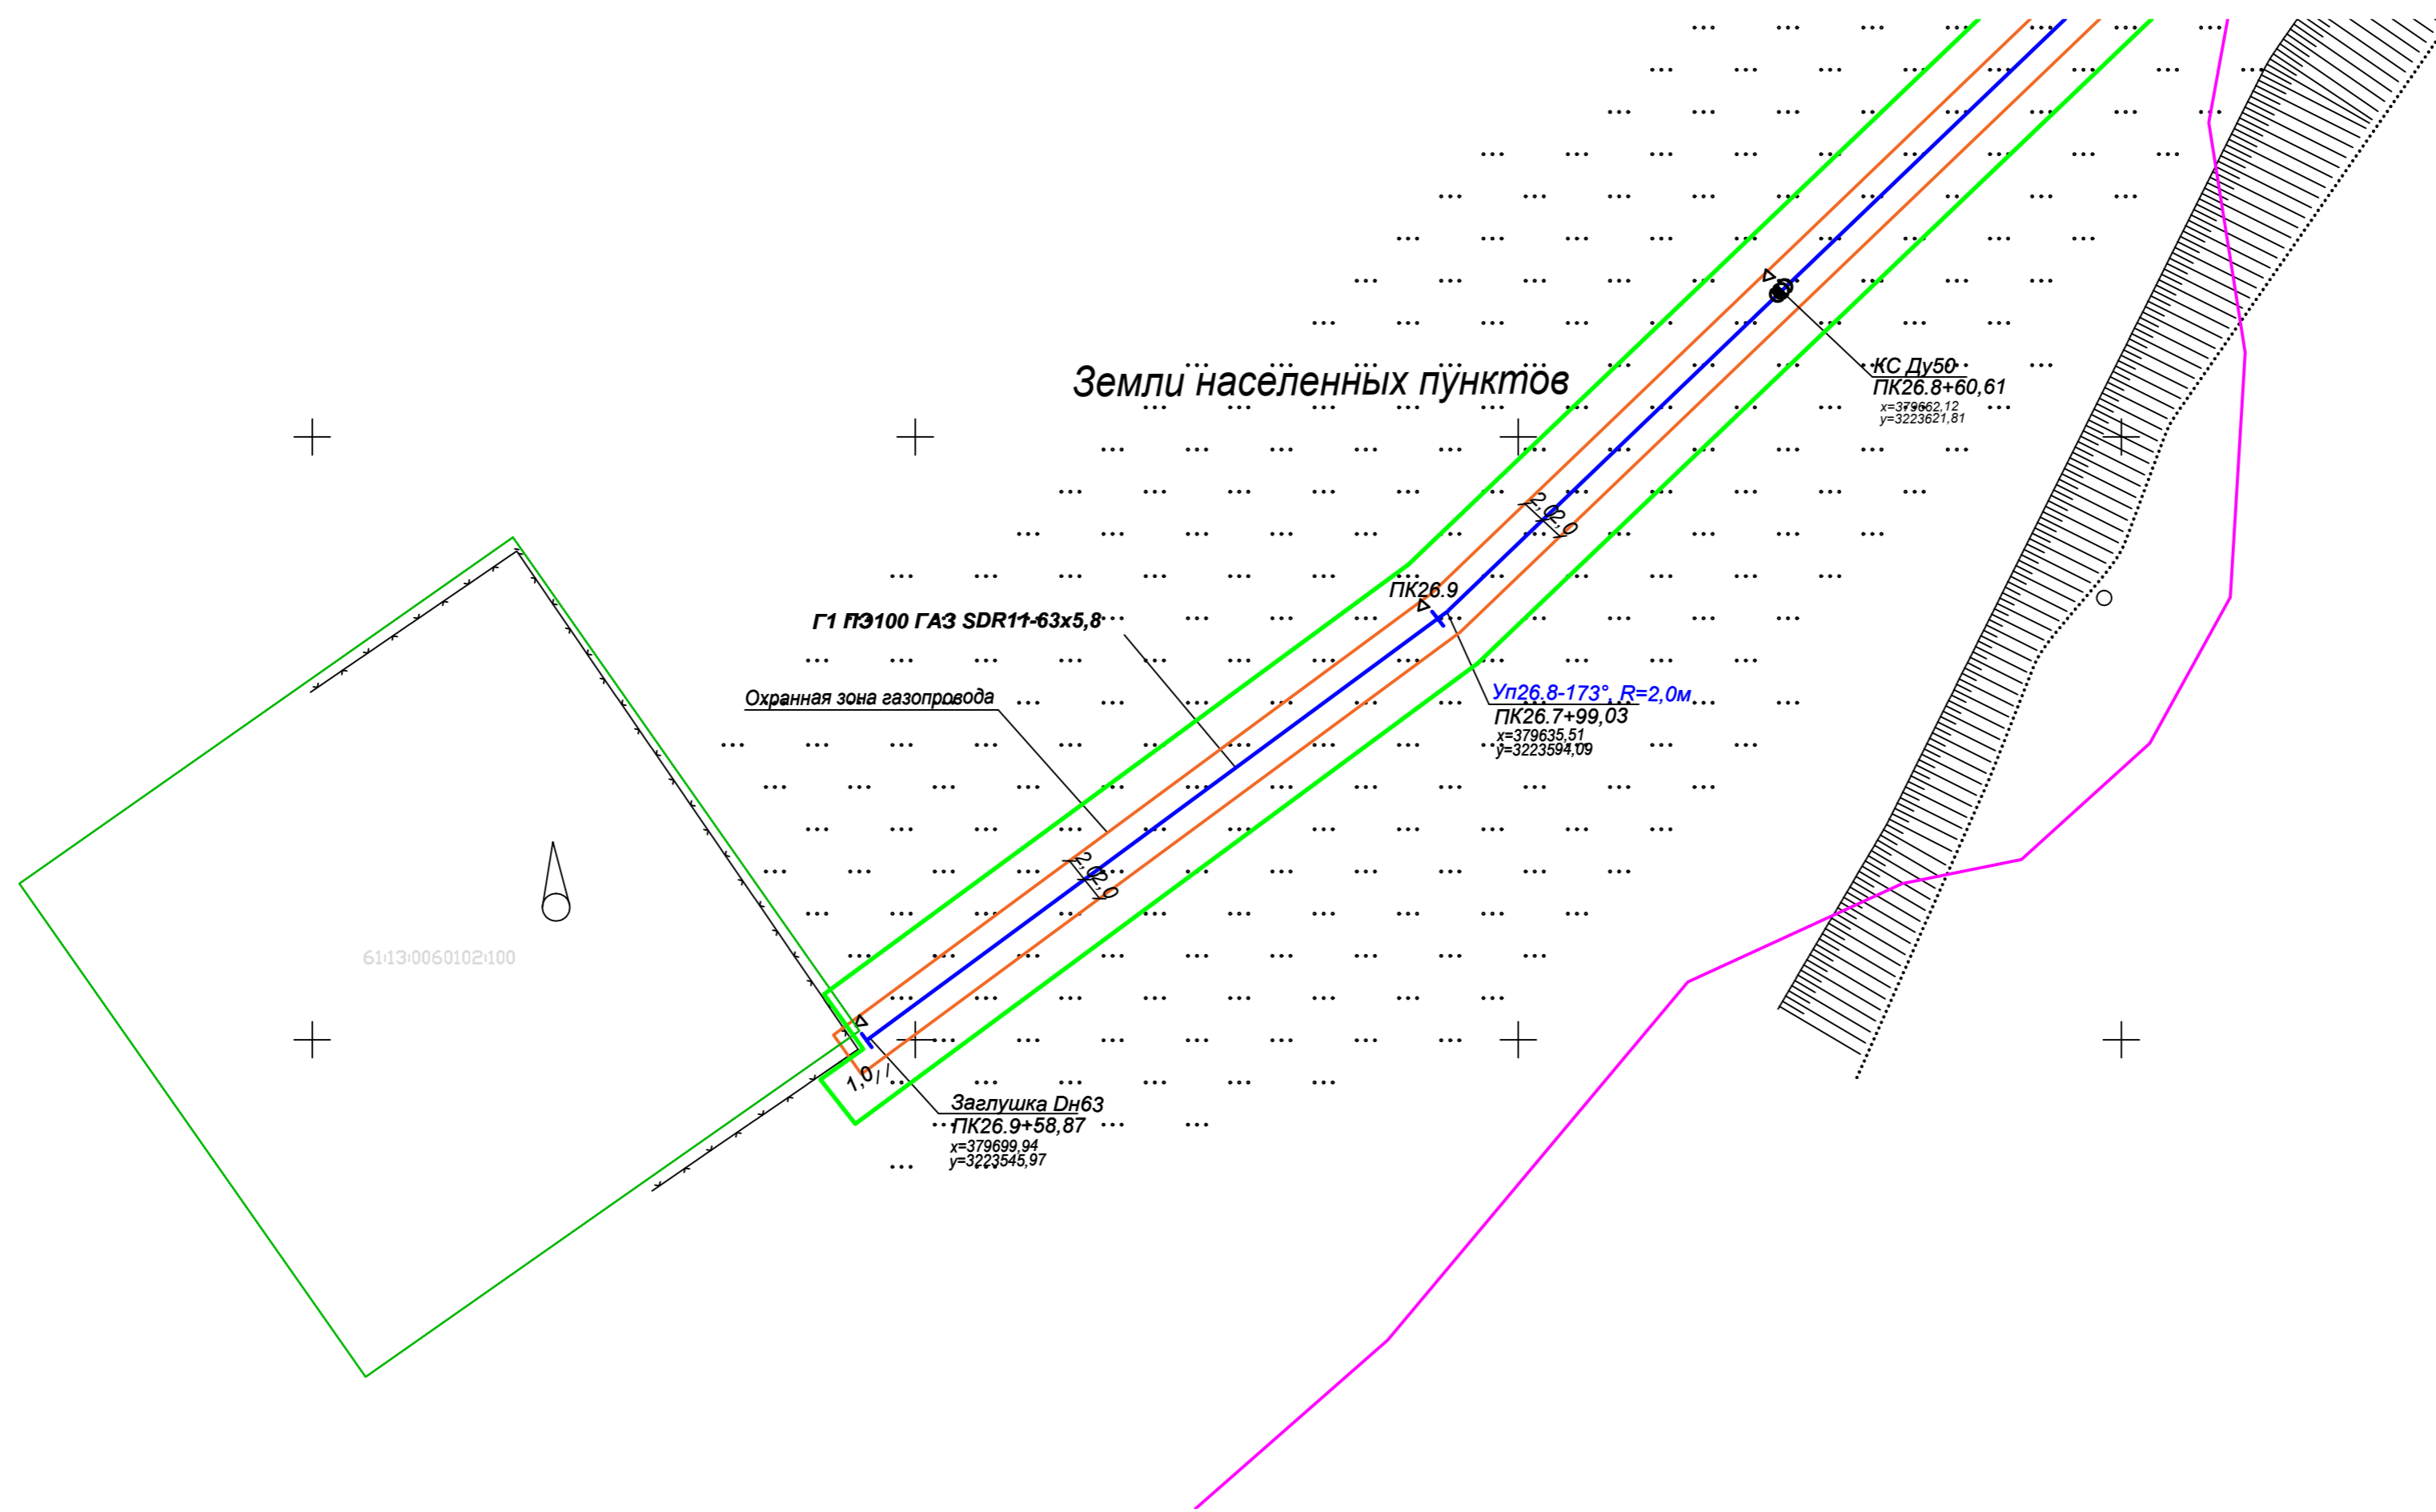 Земли населенных пунктов
КС Ду50
ПК26.8+60,61
x=379662,12
y=3223621,81
2,0 2,0
ПК26.9
Г1 ПЭ100 ГАЗ SDR11-63x5,8
Уп26.8-173°, R=2,0м
ПК26.7+99,03
x=379635,51
y=3223594,09
Охранная зона газопровода
2,0 2,0
61:13:0060102:100
1,0
Заглушка Dн63
ПК26.9+58,87
x=379699,94
y=3223545,97